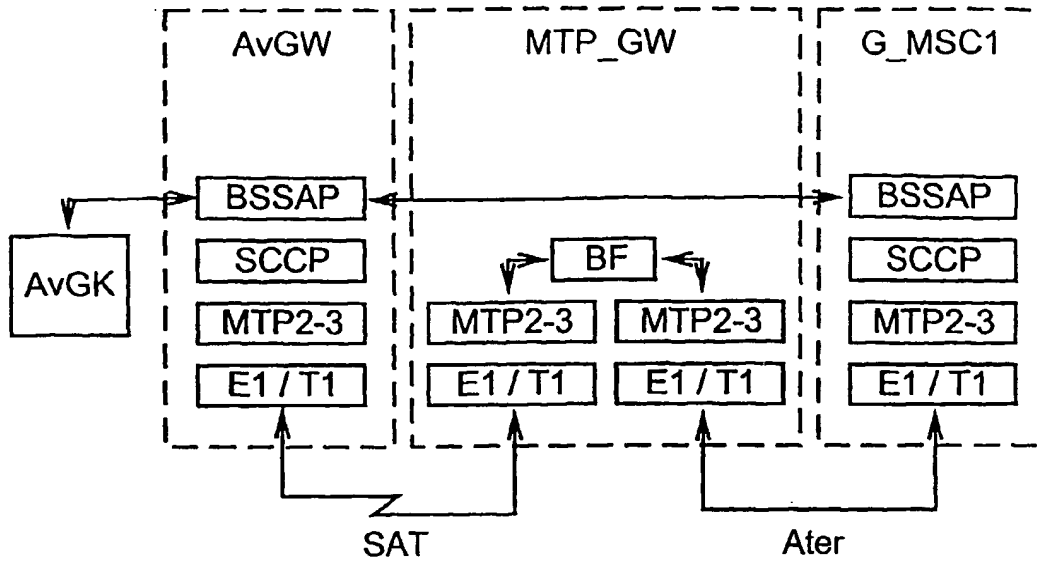 AvGW MTP_GW G_MSC1
BSSAP BSSAP
SCCP BF SCCP
AvGK
MTP2-3 MTP2-3 MTP2-3 MTP2-3
E1 / T1 E1 / T1 E1 / T1 E1 / T1
SAT Ater